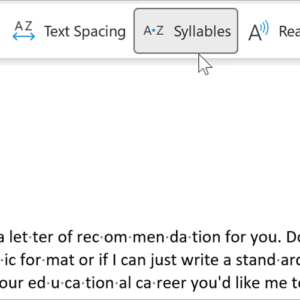 AZ Text Spacing A·Z Syllables A Rea
a let·ter of rec·om·men·da·tion for you. Do
·ic for·mat or if I can just write a stand·ard
our ed·u·ca·tion·al ca·reer you'd like me to